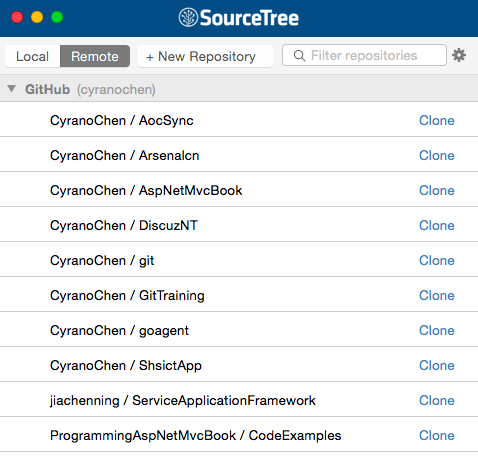 SourceTree
Local Remote + New Repository Filter repositories
GitHub (cyranochen)
CyranoChen / AocSync Clone
CyranoChen / Arsenalcn Clone
CyranoChen / AspNetMvcBook Clone
CyranoChen / DiscuzNT Clone
CyranoChen / git Clone
CyranoChen / GitTraining Clone
CyranoChen / goagent Clone
CyranoChen / ShsictApp Clone
jiachenning / ServiceApplicationFramework Clone
ProgrammingAspNetMvcBook / CodeExamples Clone